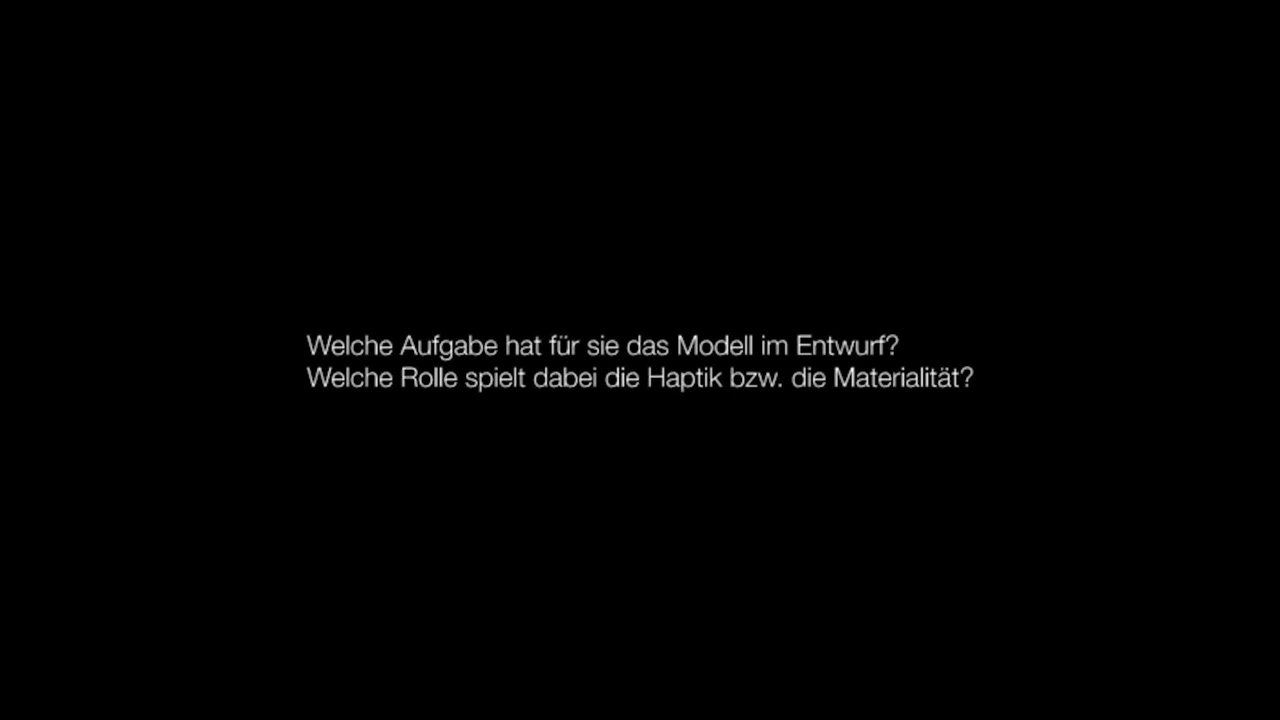 Welche Aufgabe hat für sie das Modell im Entwurf?
Welche Rolle spielt dabei die Haptik bzw. die Materialität?